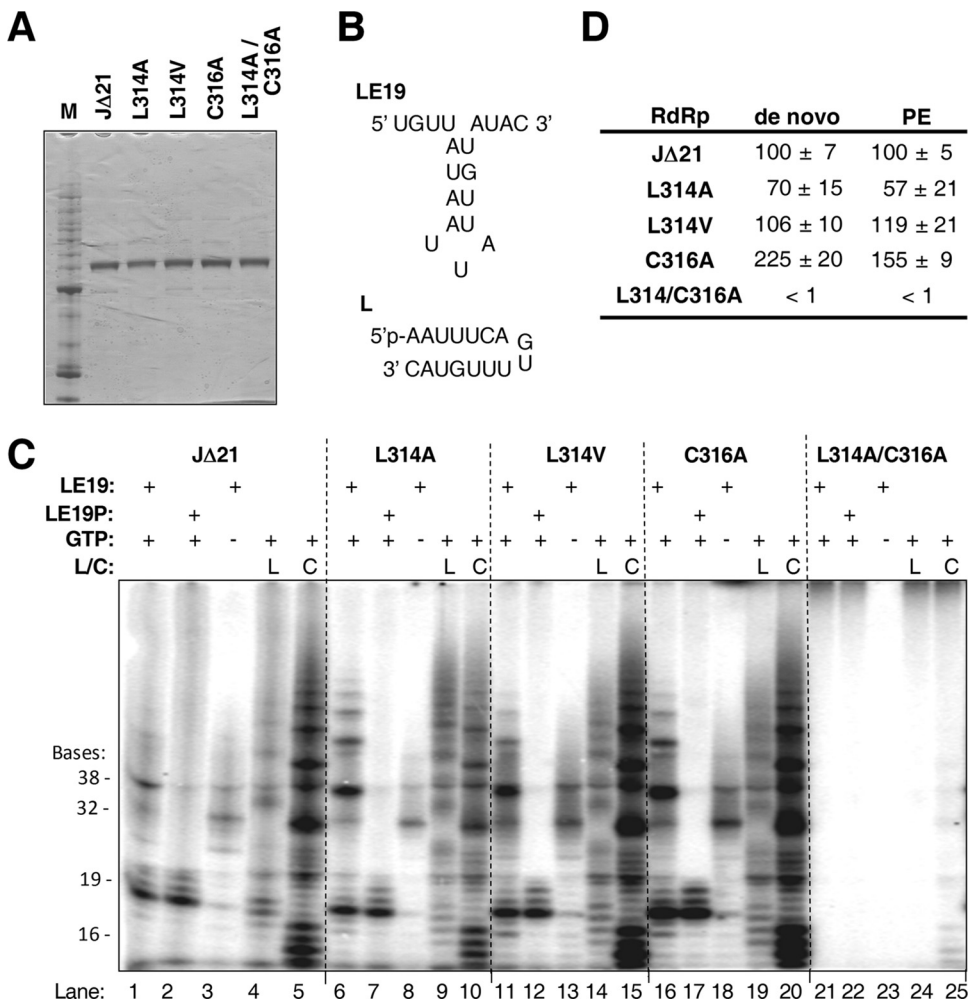 A
M JΔ21 L314A L314V C316A L314A / C316A
B
LE19
5’ UGUU AUAC 3’
AU
UG
AU
AU
U A
U
L
5’p-AAUUUCA G
3’ CAUGUUU U
D
RdRp de novo PE
JΔ21 100 ± 7 100 ± 5
L314A 70 ± 15 57 ± 21
L314V 106 ± 10 119 ± 21
C316A 225 ± 20 155 ± 9
L314/C316A < 1 < 1
C
JΔ21 L314A L314V C316A L314A/C316A
LE19: + + + + + + + + + +
LE19P: + + + + +
GTP: + + - + + + + - + + + + - + + + + - + + + + - + +
L/C: L C L C L C L C L C
Bases:
38 -
32 -
19 -
16 -
Lane: 1 2 3 4 5 6 7 8 9 10 11 12 13 14 15 16 17 18 19 20 21 22 23 24 25